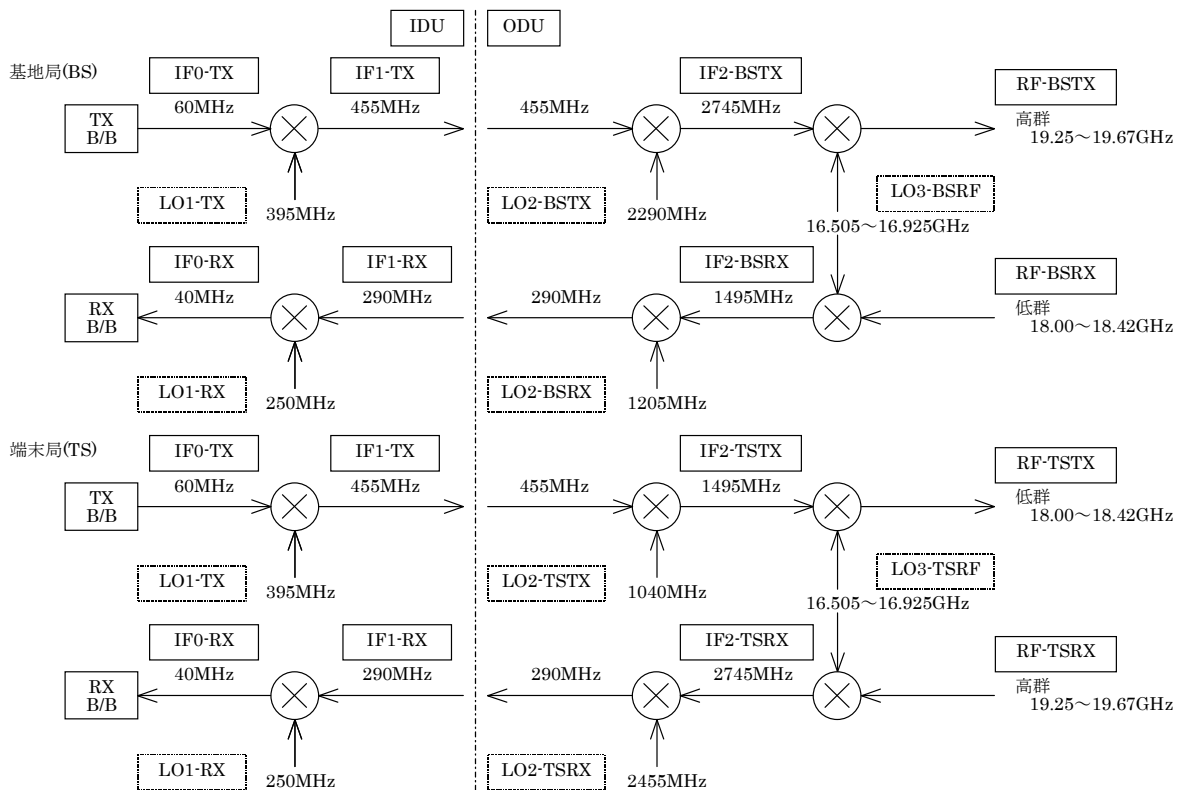 IDU
ODU
基地局(BS)
IF0-TX
IF1-TX
IF2-BSTX
RF-BSTX
60MHz
455MHz
455MHz
2745MHz
TX
B/B
高群
19.25～19.67GHz
LO1-TX
395MHz
LO2-BSTX
2290MHz
LO3-BSRF
16.505～16.925GHz
IF0-RX
IF1-RX
IF2-BSRX
RF-BSRX
40MHz
290MHz
290MHz
1495MHz
RX
B/B
低群
18.00～18.42GHz
LO1-RX
250MHz
LO2-BSRX
1205MHz
端末局(TS)
IF0-TX
IF1-TX
IF2-TSTX
RF-TSTX
60MHz
455MHz
455MHz
1495MHz
TX
B/B
低群
18.00～18.42GHz
LO1-TX
395MHz
LO2-TSTX
1040MHz
LO3-TSRF
16.505～16.925GHz
IF0-RX
IF1-RX
IF2-TSRX
RF-TSRX
40MHz
290MHz
290MHz
2745MHz
RX
B/B
高群
19.25～19.67GHz
LO1-RX
250MHz
LO2-TSRX
2455MHz